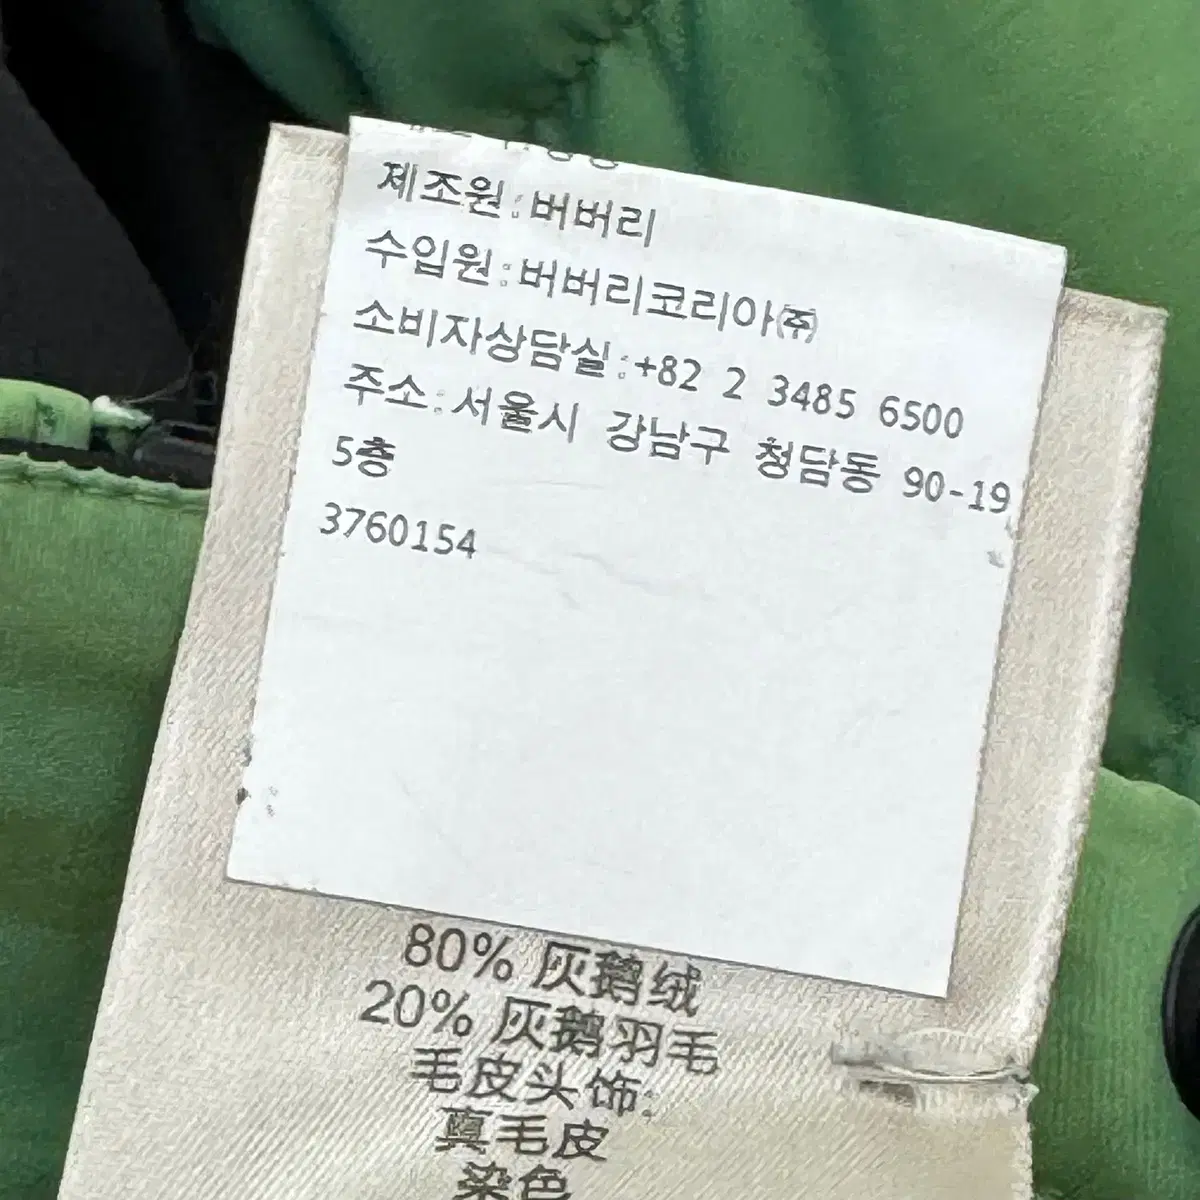 제조원:버버리
수입원:버버리코리아㈜
소비자상담실:+82 2 3485 6500
주소:서울시 강남구 청담동 90-19
5층
3760154
80% 灰鹅绒
20% 灰鹅羽毛
毛皮头饰:
真毛皮
染色